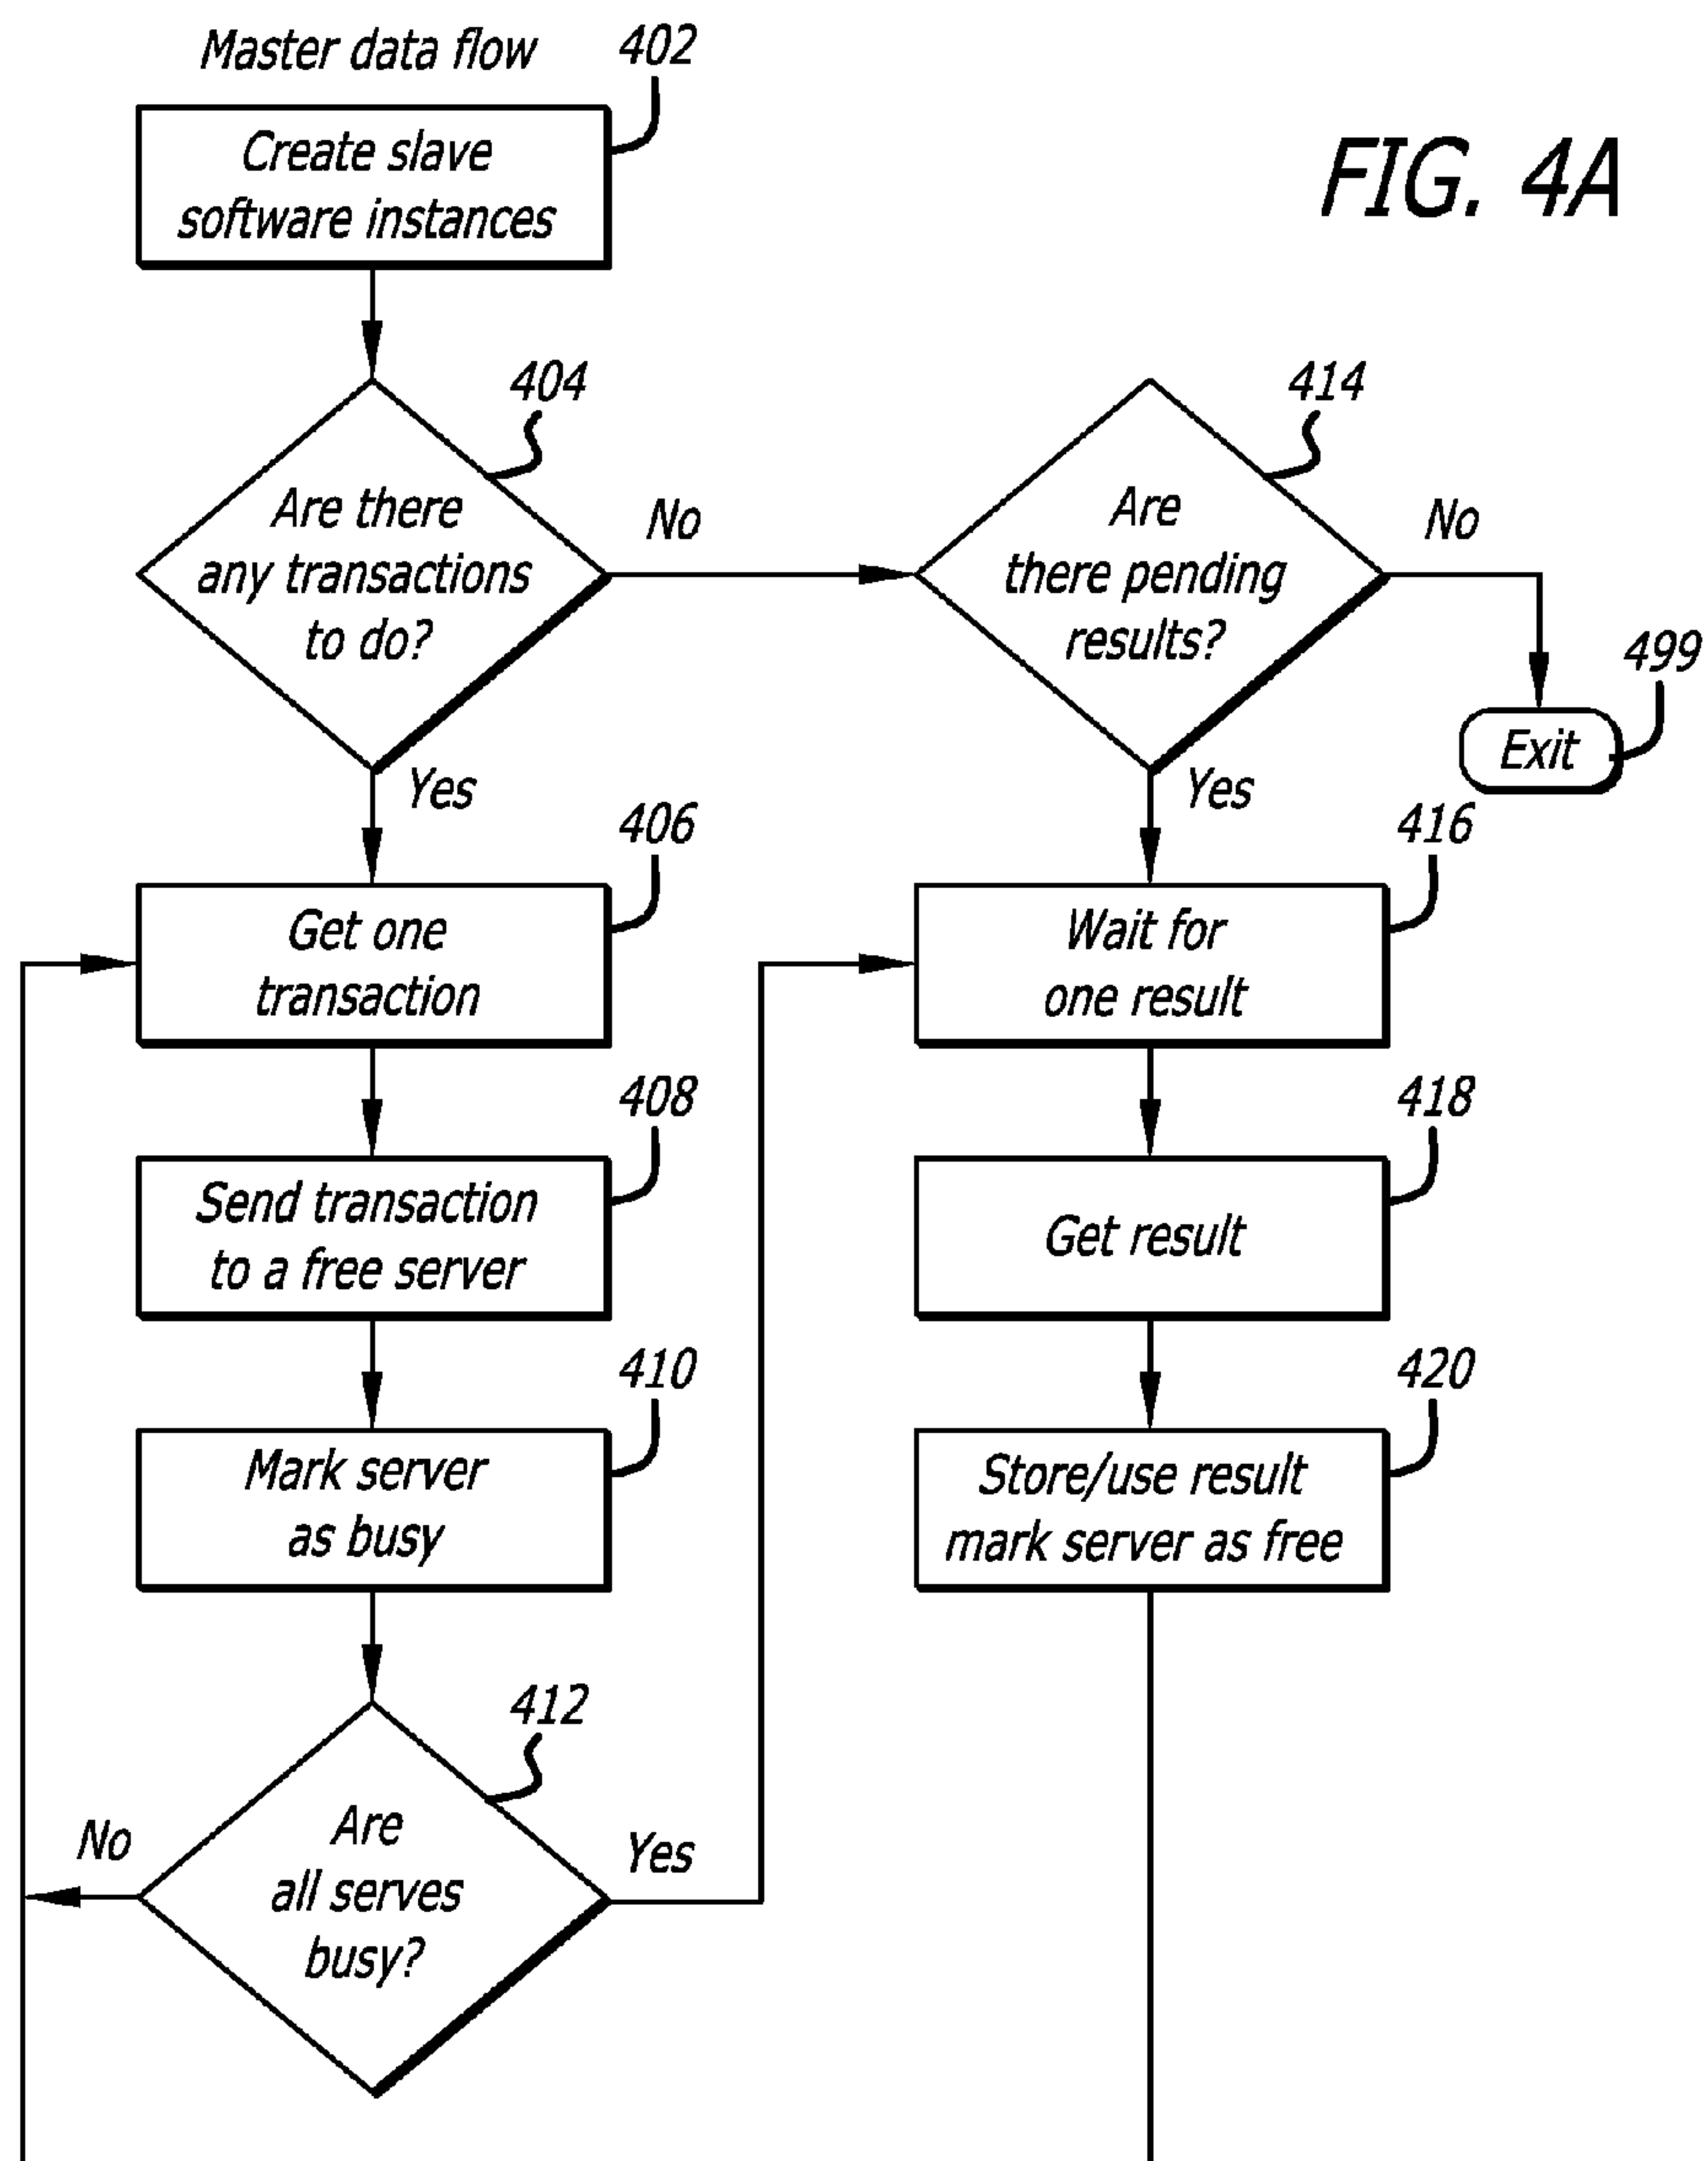 Master data flow
402
Create slave
software instances
FIG. 4A
404
Are there
any transactions
to do?
No
Yes
414
Are
there pending
results?
No
Yes
499
Exit
406
Get one
transaction
416
Wait for
one result
408
Send transaction
to a free server
418
Get result
410
Mark server
as busy
420
Store/use result
mark server as free
412
Are
all serves
busy?
No
Yes